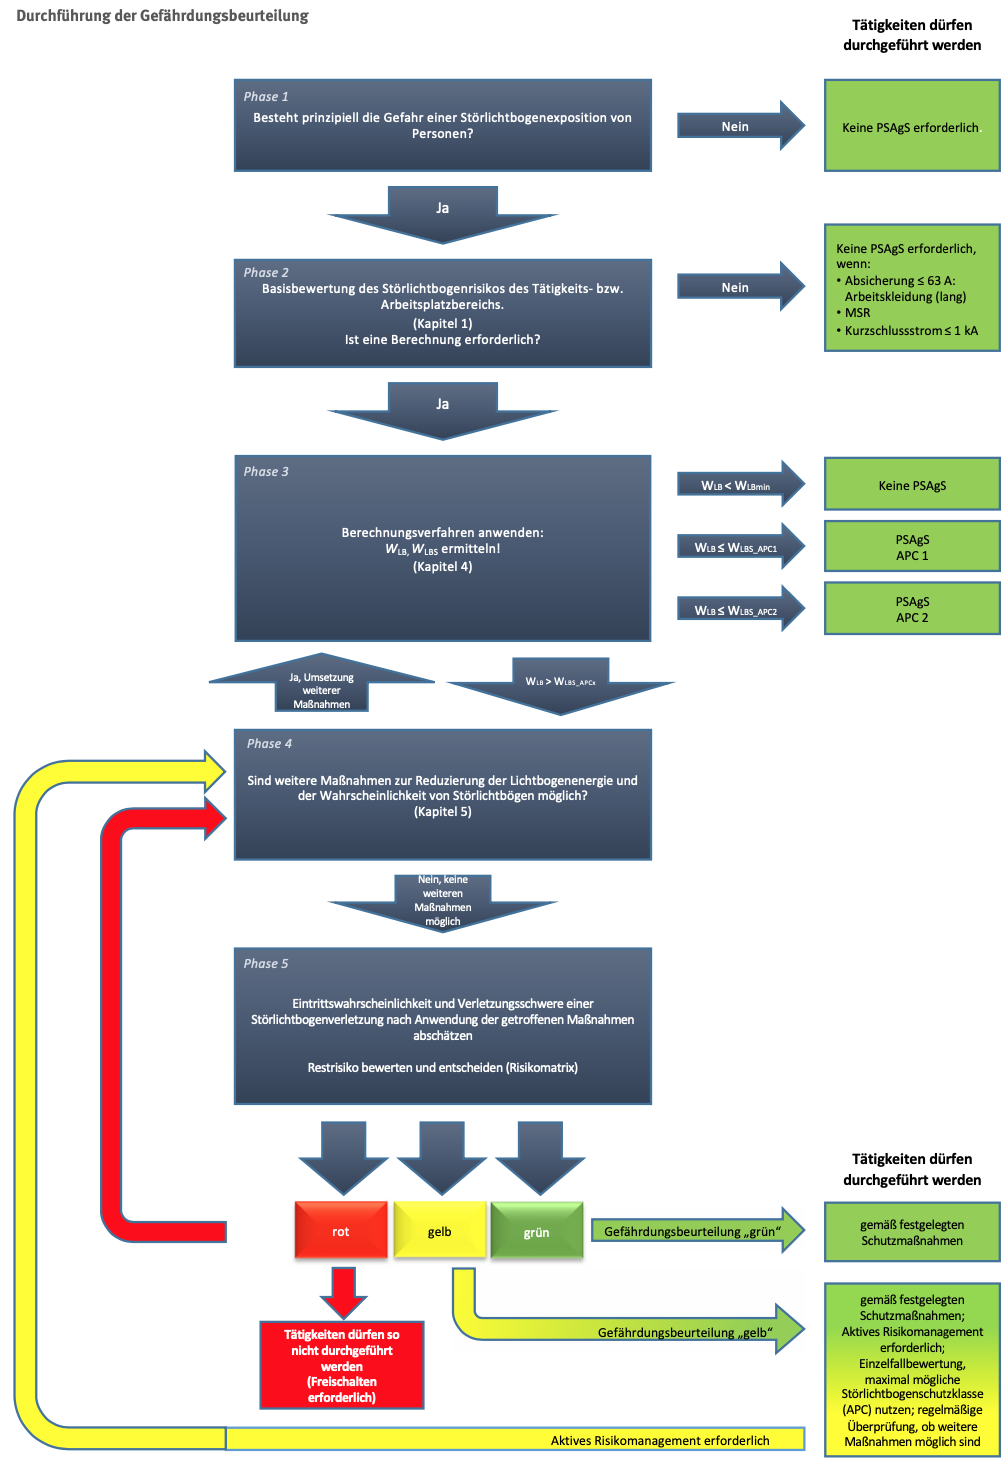 Durchführung der Gefährdungsbeurteilung
Tätigkeiten dürfen
durchgeführt werden
Phase 1
Besteht prinzipiell die Gefahr einer Störlichtbogenexposition von
Personen?
Nein
Keine PSAgS erforderlich.
Ja
Phase 2
Basisbewertung des Störlichtbogenrisikos des Tätigkeits- bzw.
Arbeitsplatzbereichs.
(Kapitel 1)
Ist eine Berechnung erforderlich?
Nein
Keine PSAgS erforderlich,
wenn:
• Absicherung ≤ 63 A:
Arbeitskleidung (lang)
• MSR
• Kurzschlussstrom ≤ 1 kA
Ja
Phase 3
Berechnungsverfahren anwenden:
WLB, WLBS ermitteln!
(Kapitel 4)
WLB < WLBmin
Keine PSAgS
WLB ≤ WLBS_APC1
PSAgS
APC 1
WLB ≤ WLBS_APC2
PSAgS
APC 2
Ja, Umsetzung
weiterer
Maßnahmen
WLB > WLBS_APCx
Phase 4
Sind weitere Maßnahmen zur Reduzierung der Lichtbogenenergie und
der Wahrscheinlichkeit von Störlichtbögen möglich?
(Kapitel 5)
Nein, keine
weiteren
Maßnahmen
möglich
Phase 5
Eintrittswahrscheinlichkeit und Verletzungsschwere einer
Störlichtbogenverletzung nach Anwendung der getroffenen Maßnahmen
abschätzen
Restrisiko bewerten und entscheiden (Risikomatrix)
Tätigkeiten dürfen
durchgeführt werden
rot
gelb
grün
Gefährdungsbeurteilung „grün“
gemäß festgelegten
Schutzmaßnahmen
Gefährdungsbeurteilung „gelb“
gemäß festgelegten
Schutzmaßnahmen;
Aktives Risikomanagement
erforderlich;
Einzelfallbewertung,
maximal mögliche
Störlichtbogenschutzklasse
(APC) nutzen; regelmäßige
Überprüfung, ob weitere
Maßnahmen möglich sind
Tätigkeiten dürfen so
nicht durchgeführt
werden
(Freischalten
erforderlich)
Aktives Risikomanagement erforderlich